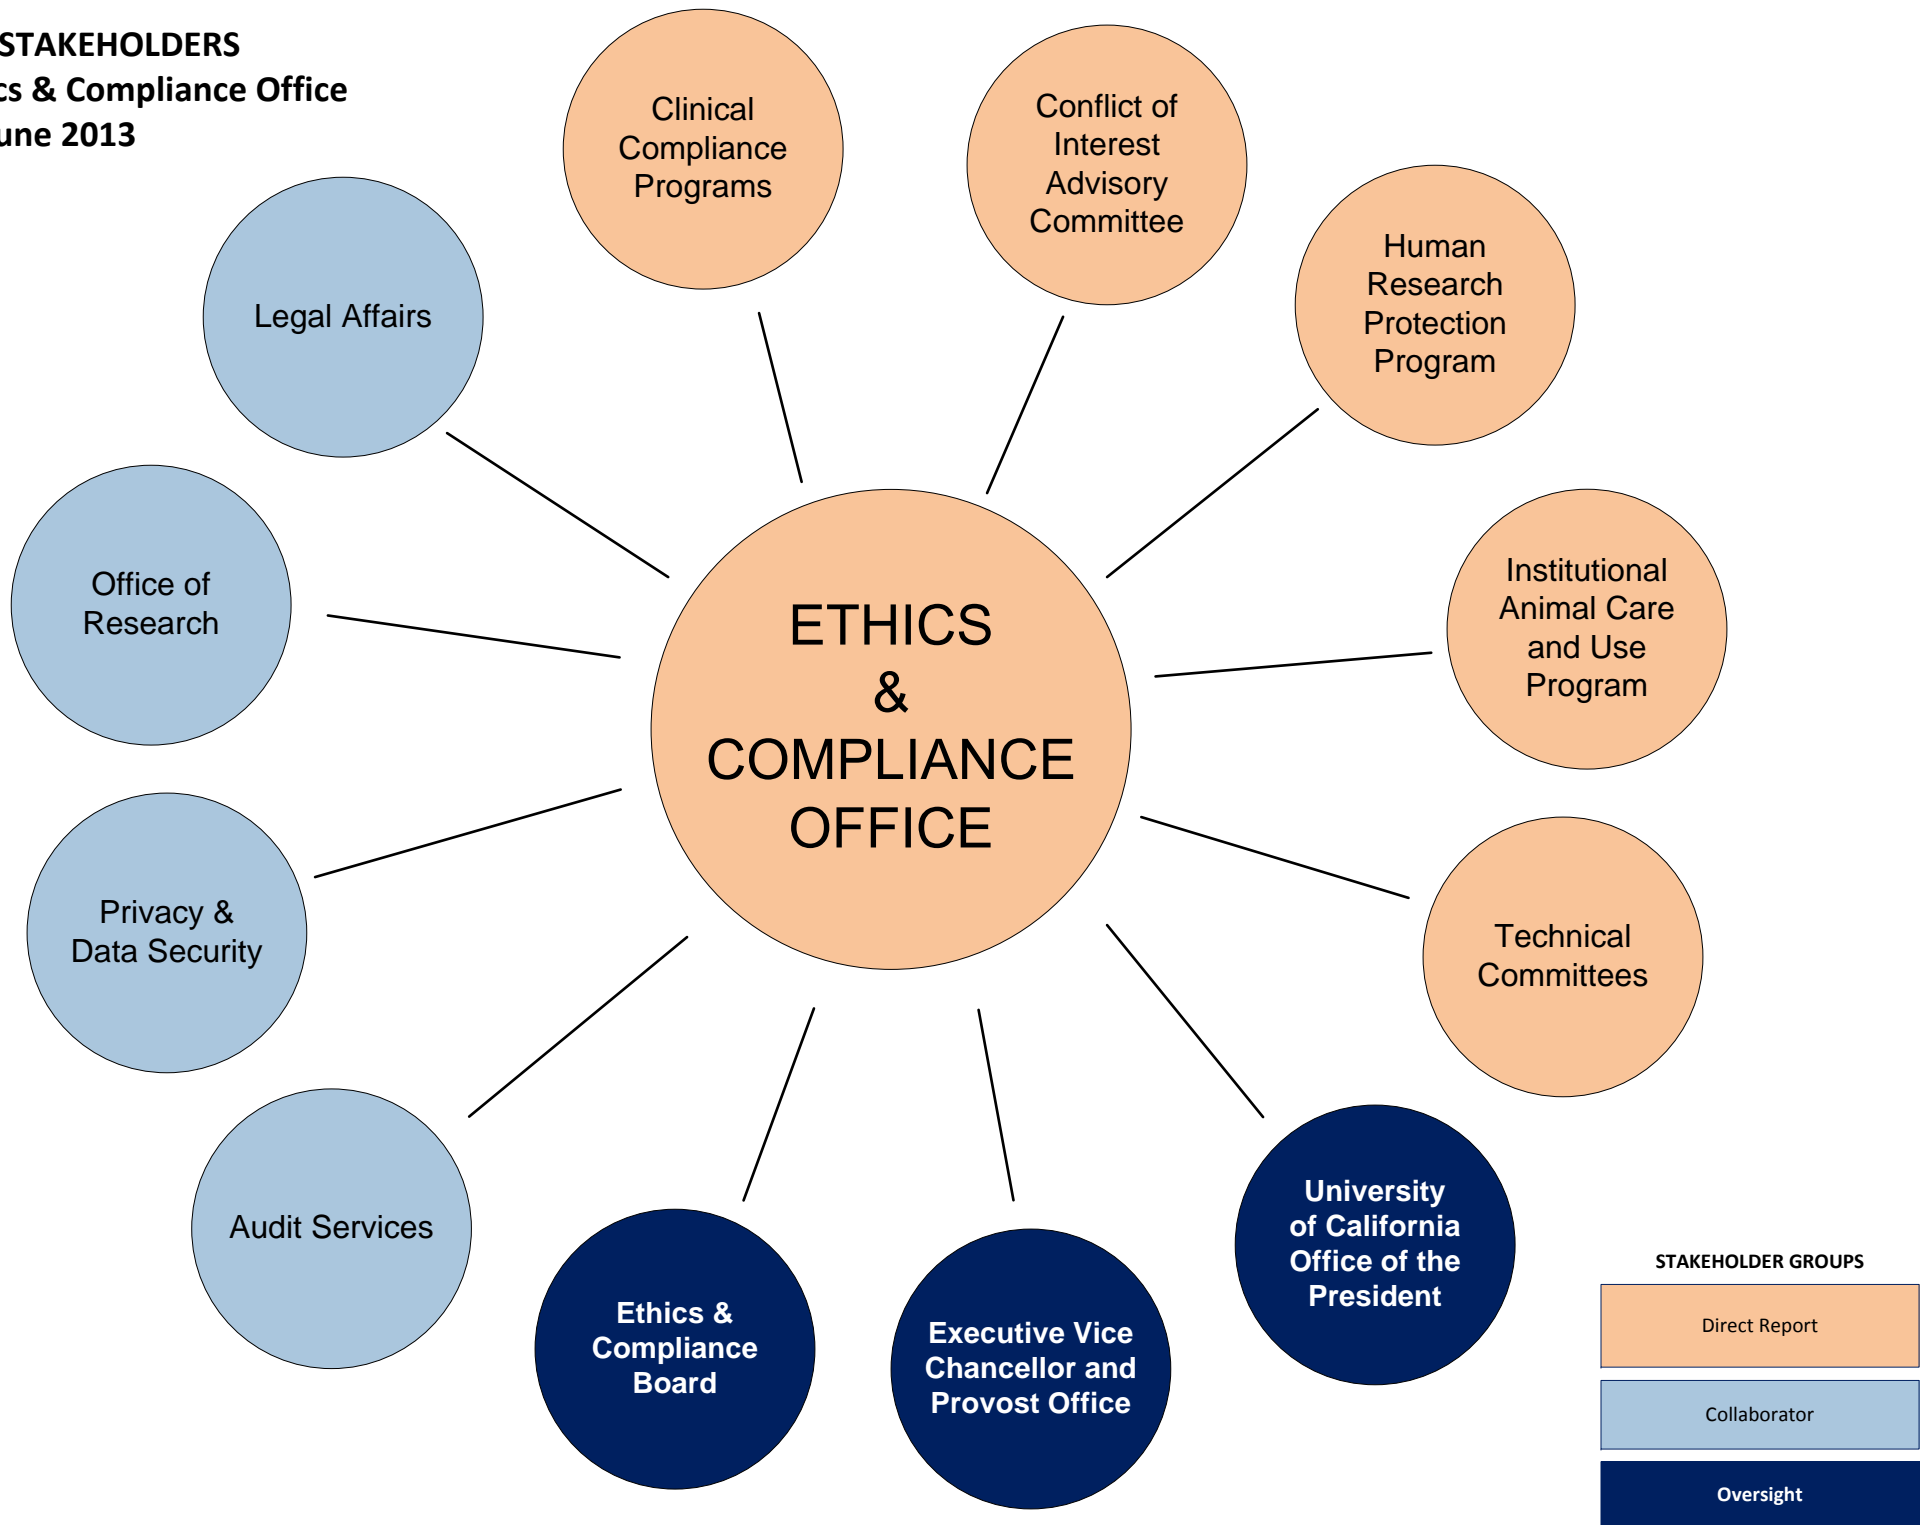 STAKEHOLDERS
& Compliance Office
2013
Clinical
Compliance
Programs
Conflict of
Interest
Advisory
Committee
Human
Research
Protection
Program
Legal Affairs
Office of
Research
Institutional
Animal Care
and Use
Program
ETHICS
&
COMPLIANCE
OFFICE
Privacy &
Data Security
Technical
Committees
Audit Services
Ethics &
Compliance
Board
Executive Vice
Chancellor and
Provost Office
University
of California
Office of the
President
STAKEHOLDER GROUPS
Direct Report
Collaborator
Oversight